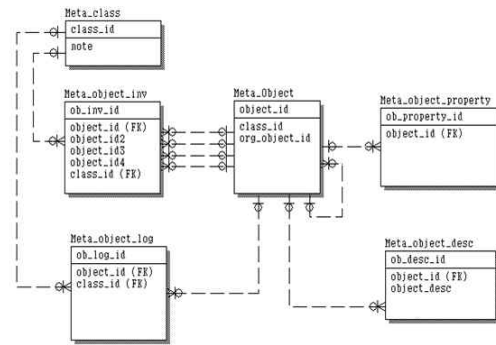 Meta_class
class_id
note
Meta_object_inv
ob_inv_id
object_id (FK)
object_id2
object_id3
object_id4
class_id (FK)
Meta_Object
object_id
class_id
org_object_id
Meta_object_property
ob_property_id
object_id (FK)
Meta_object_log
ob_log_id
object_id (FK)
class_id (FK)
Meta_object_desc
ob_desc_id
object_id (FK)
object_desc